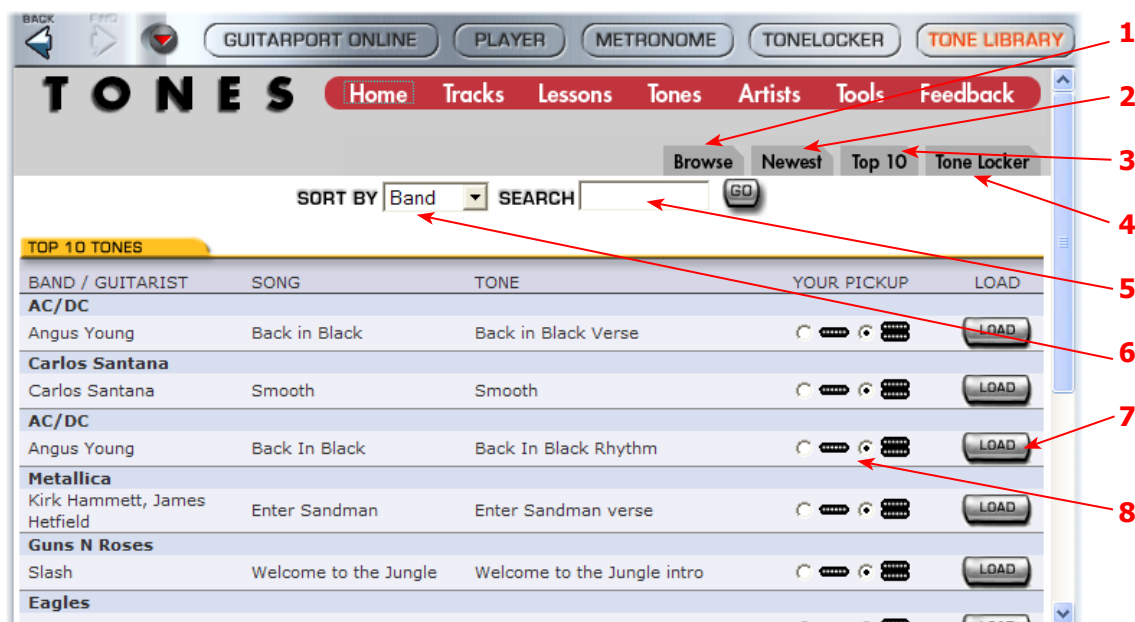 BACK FWD GUITARPORT ONLINE PLAYER METRONOME TONELOCKER TONE LIBRARY 1
TONES Home Tracks Lessons Tones Artists Tools Feedback 2
Browse Newest Top 10 Tone Locker 3
SORT BY Band SEARCH GO
4
TOP 10 TONES
BAND / GUITARIST SONG TONE YOUR PICKUP LOAD 5
AC/DC
Angus Young Back in Black Back in Black Verse LOAD
6
Carlos Santana
Carlos Santana Smooth Smooth LOAD
AC/DC 7
Angus Young Back In Black Back In Black Rhythm LOAD
Metallica
Kirk Hammett, James
Hetfield Enter Sandman Enter Sandman verse LOAD 8
Guns N Roses
Slash Welcome to the Jungle Welcome to the Jungle intro LOAD
Eagles
LOAD